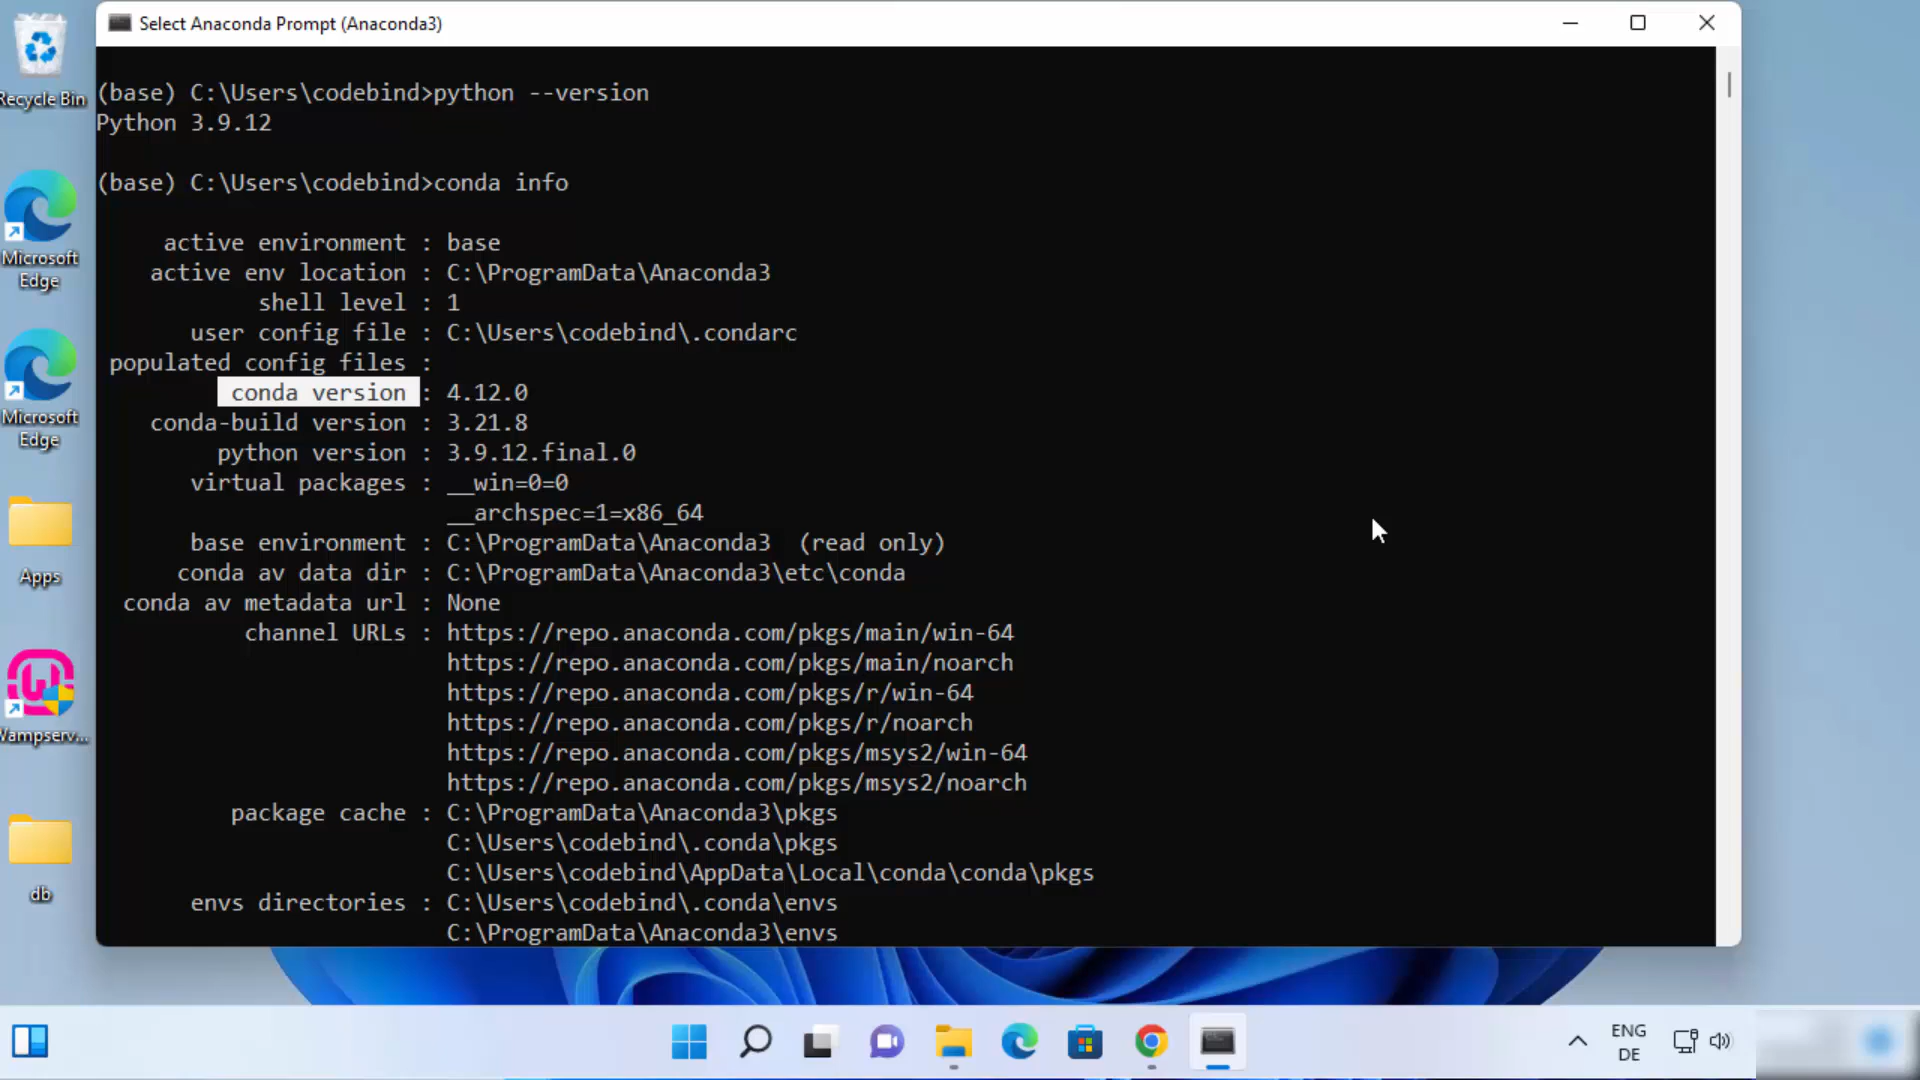 Select Anaconda Prompt (Anaconda3)
(base) C:\Users\codebind>python --version
Python 3.9.12
(base) C:\Users\codebind>conda info
active environment : base
active env location : C:\ProgramData\Anaconda3
shell level : 1
user config file : C:\Users\codebind\.condarc
populated config files :
conda version : 4.12.0
conda-build version : 3.21.8
python version : 3.9.12.final.0
virtual packages : __win=0=0
__archspec=1=x86_64
base environment : C:\ProgramData\Anaconda3  (read only)
conda av data dir : C:\ProgramData\Anaconda3\etc\conda
conda av metadata url : None
channel URLs : https://repo.anaconda.com/pkgs/main/win-64
https://repo.anaconda.com/pkgs/main/noarch
https://repo.anaconda.com/pkgs/r/win-64
https://repo.anaconda.com/pkgs/r/noarch
https://repo.anaconda.com/pkgs/msys2/win-64
https://repo.anaconda.com/pkgs/msys2/noarch
package cache : C:\ProgramData\Anaconda3\pkgs
C:\Users\codebind\.conda\pkgs
C:\Users\codebind\AppData\Local\conda\conda\pkgs
envs directories : C:\Users\codebind\.conda\envs
C:\ProgramData\Anaconda3\envs
Recycle Bin
Microsoft
Edge
Microsoft
Edge
Apps
Wampserv...
db
ENG
DE